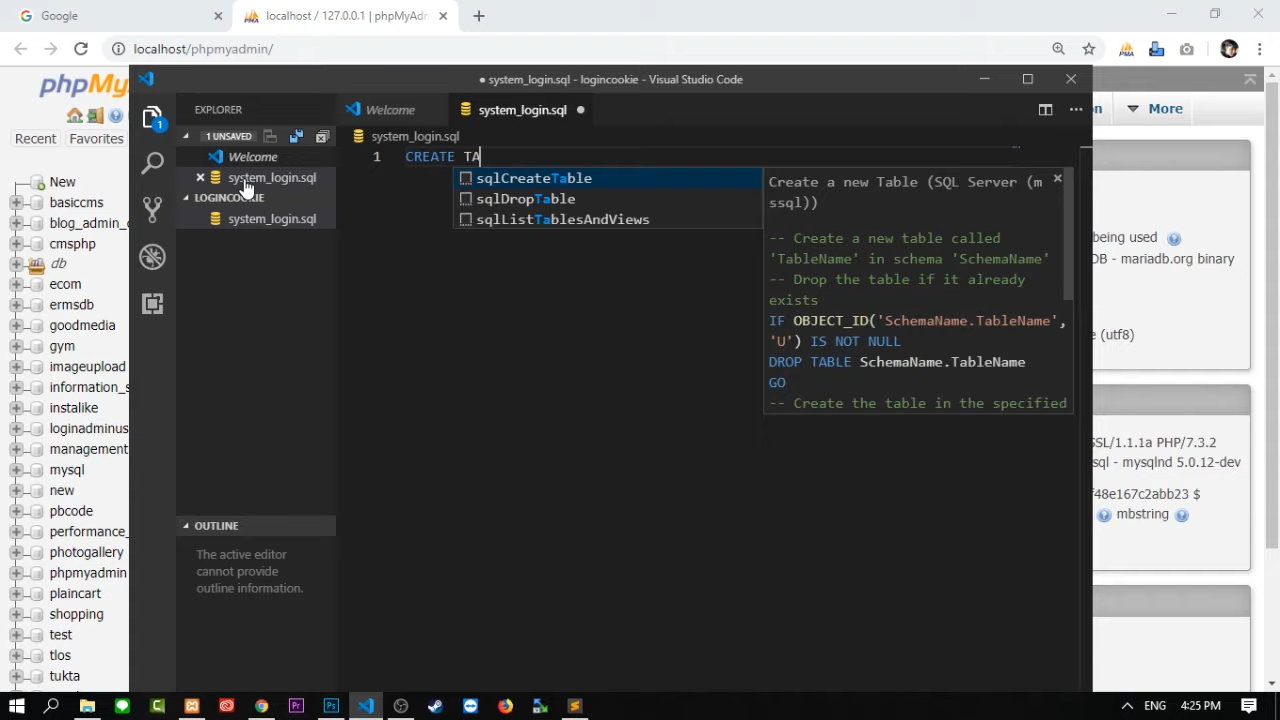 Google
localhost / 127.0.0.1 | phpMyAdm
localhost/phpmyadmin/
phpMy
Recent
Favorites
New
basiccms
blog_admin_
cmsphp
db
ecom
ermsdb
goodmedia
gym
imageupload
information_s
instalike
loginadminus
management
mysql
new
pbcode
performance_
photogallery
phpmyadmin
plaincart
shopping
test
tlos
tukta
● system_login.sql - logincookie - Visual Studio Code
EXPLORER
1 UNSAVED
Welcome
system_login.sql
LOGINCOOKIE
system_login.sql
OUTLINE
The active editor
cannot provide
outline information.
1
Welcome
system_login.sql
system_login.sql
1 CREATE TA
sqlCreateTable
sqlDropTable
sqlListTablesAndViews
Create a new Table (SQL Server (m
ssql))
-- Create a new table called
'TableName' in schema 'SchemaName'
-- Drop the table if it already
exists
IF OBJECT_ID('SchemaName.TableName',
'U') IS NOT NULL
DROP TABLE SchemaName.TableName
GO
-- Create the table in the specified
More
being used
DB - mariadb.org binary
(utf8)
SSL/1.1.1a PHP/7.3.2
sql - mysqlnd 5.0.12-dev
f48e167c2abb23 $
mbstring
ENG
4:25 PM